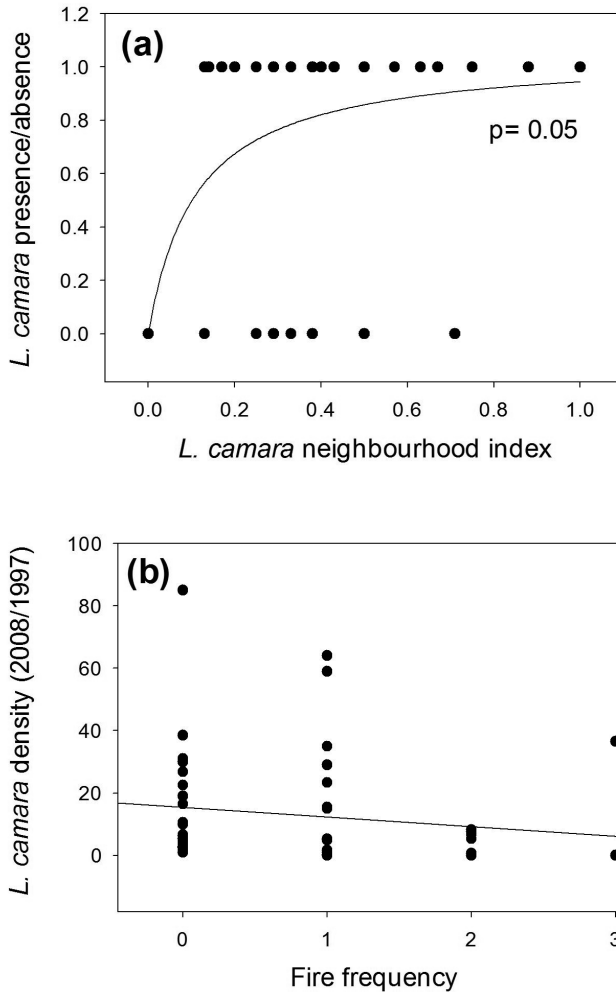 (a)
L. camara presence/absence
1.2
1.0
0.8
0.6
0.4
0.2
0.0
p= 0.05
0.0 0.2 0.4 0.6 0.8 1.0
L. camara neighbourhood index
(b)
L. camara density (2008/1997)
100
80
60
40
20
0
0 1 2 3
Fire frequency